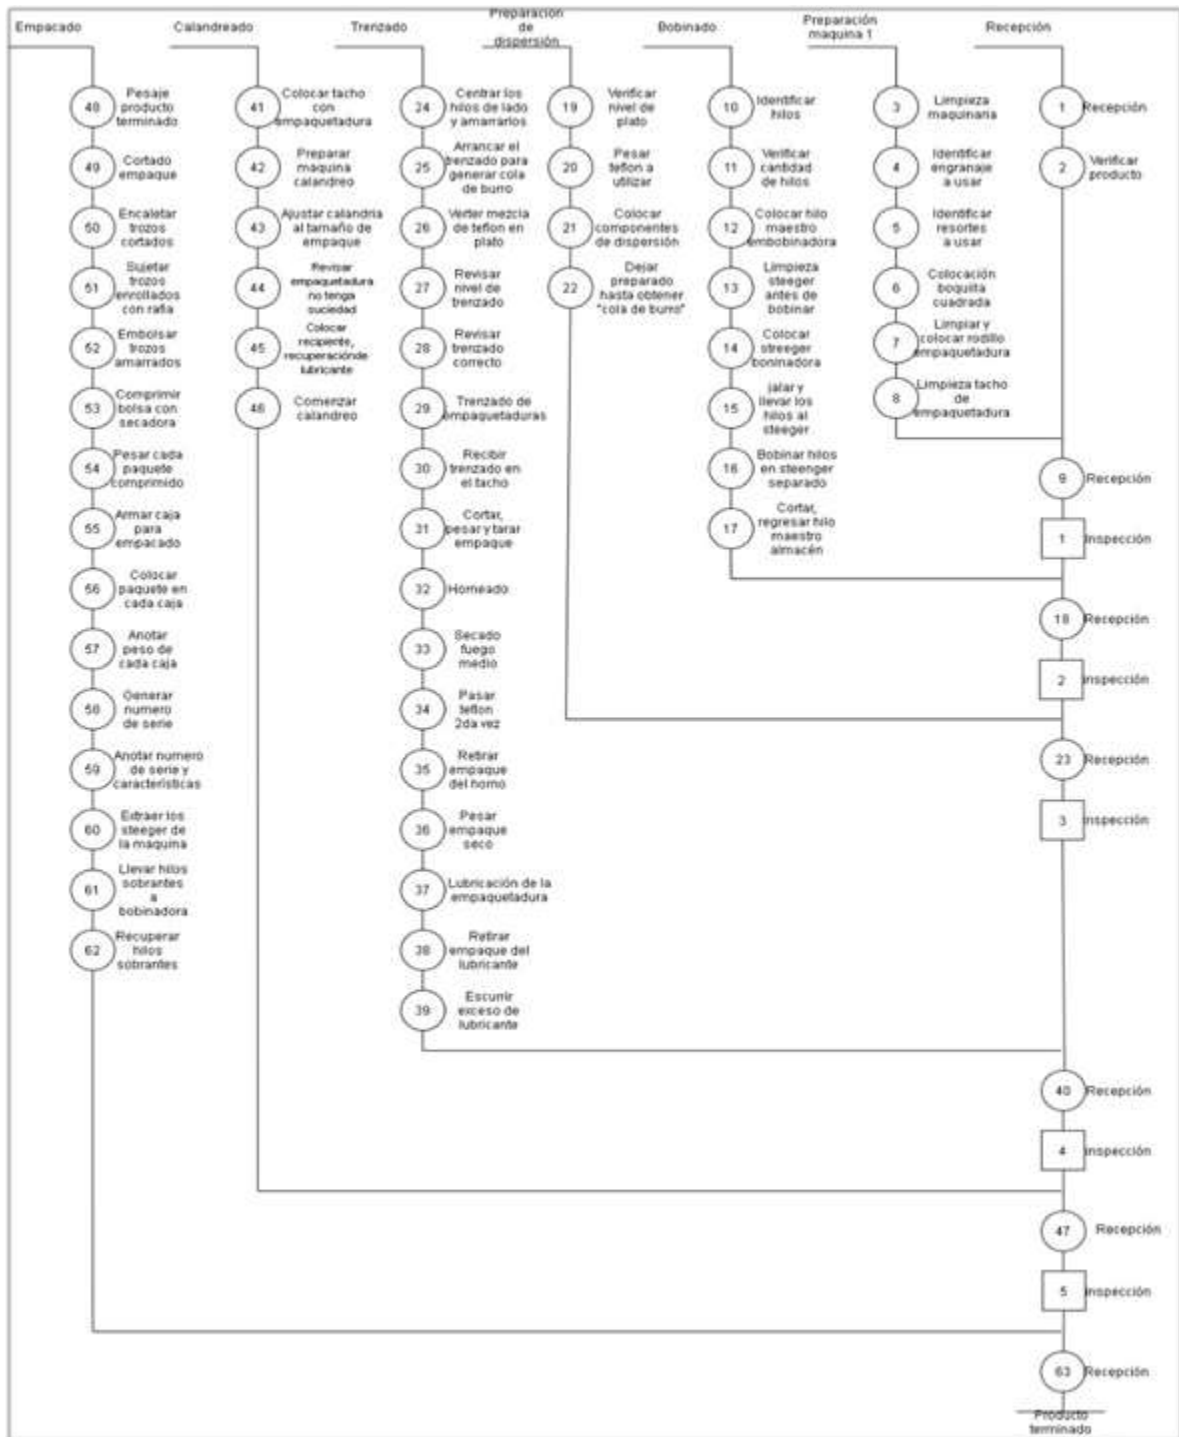 Empacado
48
Pesaje
producto
terminado
49
Cortado
empaque
50
Encaletar
trozos
cortados
51
Sujetar
trozos
enrollados
con rafia
52
Embolsar
trozos
amarrados
53
Comprimir
bolsa con
secadora
54
Pesar cada
paquete
comprimido
55
Armar caja
para
empacado
56
Colocar
paquete en
cada caja
57
Anotar
peso de
cada caja
58
Generar
numero
de serie
59
Anotar numero
de serie y
características
60
Extraer los
steeger de
la maquina
61
Llevar hilos
sobrantes
a
bobinadora
62
Recuperar
hilos
sobrantes
Calandreado
41
Colocar tacho
con
empaquetadura
42
Preparar
maquina
calandreo
43
Ajustar calandria
al tamaño de
empaque
44
Revisar
empaquetadura
no tenga
suciedad
45
Colocar
recipiente,
recuperaciónde
lubricante
46
Comenzar
calandreo
Trenzado
24
Centrar los
hilos de lado
y amarrarlos
25
Arrancar el
trenzado para
generar cola
de burro
26
Verter mezcla
de teflon en
plato
27
Revisar
nivel de
trenzado
28
Revisar
trenzado
correcto
29
Trenzado de
empaquetaduras
30
Recibir
trenzado en
el tacho
31
Cortar,
pesar y tarar
empaque
32
Horneado
33
Secado
fuego
medio
34
Pasar
teflon
2da vez
35
Retirar
empaque
del horno
36
Pesar
empaque
seco
37
Lubricación de la
empaquetadura
38
Retirar
empaque del
lubricante
39
Escurrir
exceso de
lubricante
Preparación
de
dispersión
19
Verificar
nivel de
plato
20
Pesar
teflon a
utilizar
21
Colocar
componentes
de dispersión
22
Dejar
preparado
hasta obtener
"cola de burro"
Bobinado
10
Identificar
hilos
11
Verificar
cantidad
de hilos
12
Colocar hilo
maestro
embobinadora
13
Limpieza
steeger
antes de
bobinar
14
Colocar
streeger
boninadora
15
jalar y
llevar los
hilos al
steeger
16
Bobinar hilos
en steenger
separado
17
Cortar,
regresar hilo
maestro
almacén
Preparación
maquina 1
3
Limpieza
maquinaria
4
Identificar
engranaje
a usar
5
Identificar
resortes
a usar
6
Colocación
boquilla
cuadrada
7
Limpiar y
colocar rodillo
empaquetadura
8
Limpieza tacho
de
empaquetadura
Recepción
1
Recepción
2
Verificar
producto
9
Recepción
1
Inspección
18
Recepción
2
inspección
23
Recepción
3
inspección
40
Recepción
4
inspección
47
Recepción
5
inspección
63
Recepción
Producto
terminado